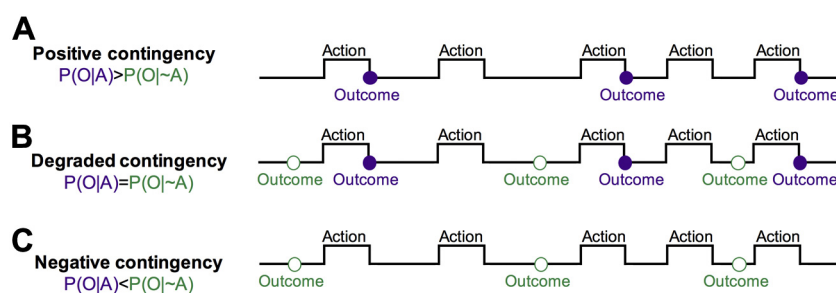 A
Positive contingency
P(O|A)>P(O|~A)
Action Action Action Action Action
Outcome Outcome Outcome
B
Degraded contingency
P(O|A)=P(O|~A)
Action Action Action Action Action
Outcome Outcome Outcome Outcome Outcome Outcome
C
Negative contingency
P(O|A)<P(O|~A)
Action Action Action Action Action
Outcome Outcome Outcome